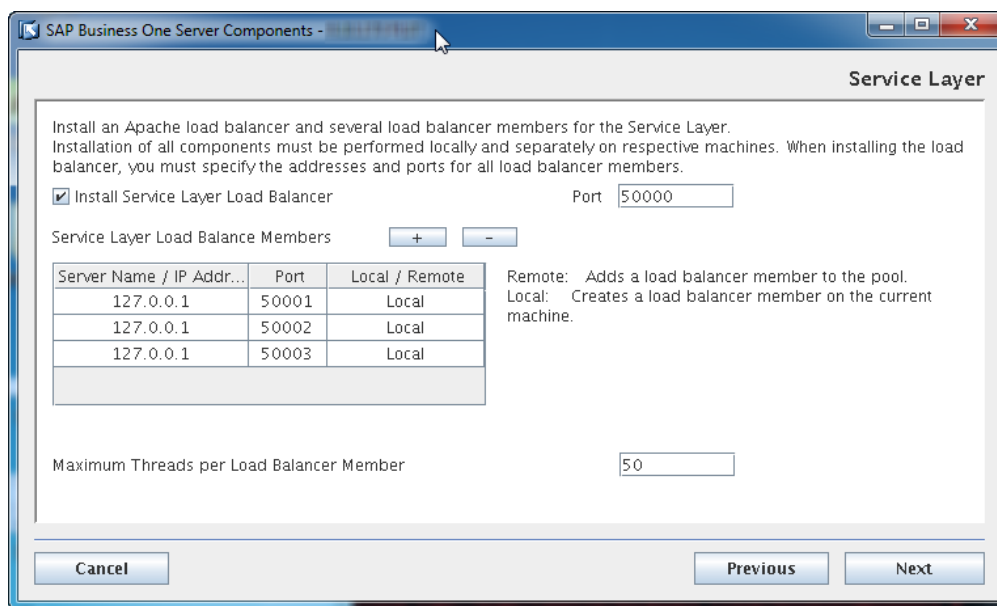 SAP Business One Server Components -
Service Layer
Install an Apache load balancer and several load balancer members for the Service Layer.
Installation of all components must be performed locally and separately on respective machines. When installing the load
balancer, you must specify the addresses and ports for all load balancer members.
Install Service Layer Load Balancer Port 50000
Service Layer Load Balance Members + -
Server Name / IP Addr... Port Local / Remote
127.0.0.1 50001 Local
127.0.0.1 50002 Local
127.0.0.1 50003 Local
Remote: Adds a load balancer member to the pool.
Local: Creates a load balancer member on the current
machine.
Maximum Threads per Load Balancer Member 50
Cancel Previous Next